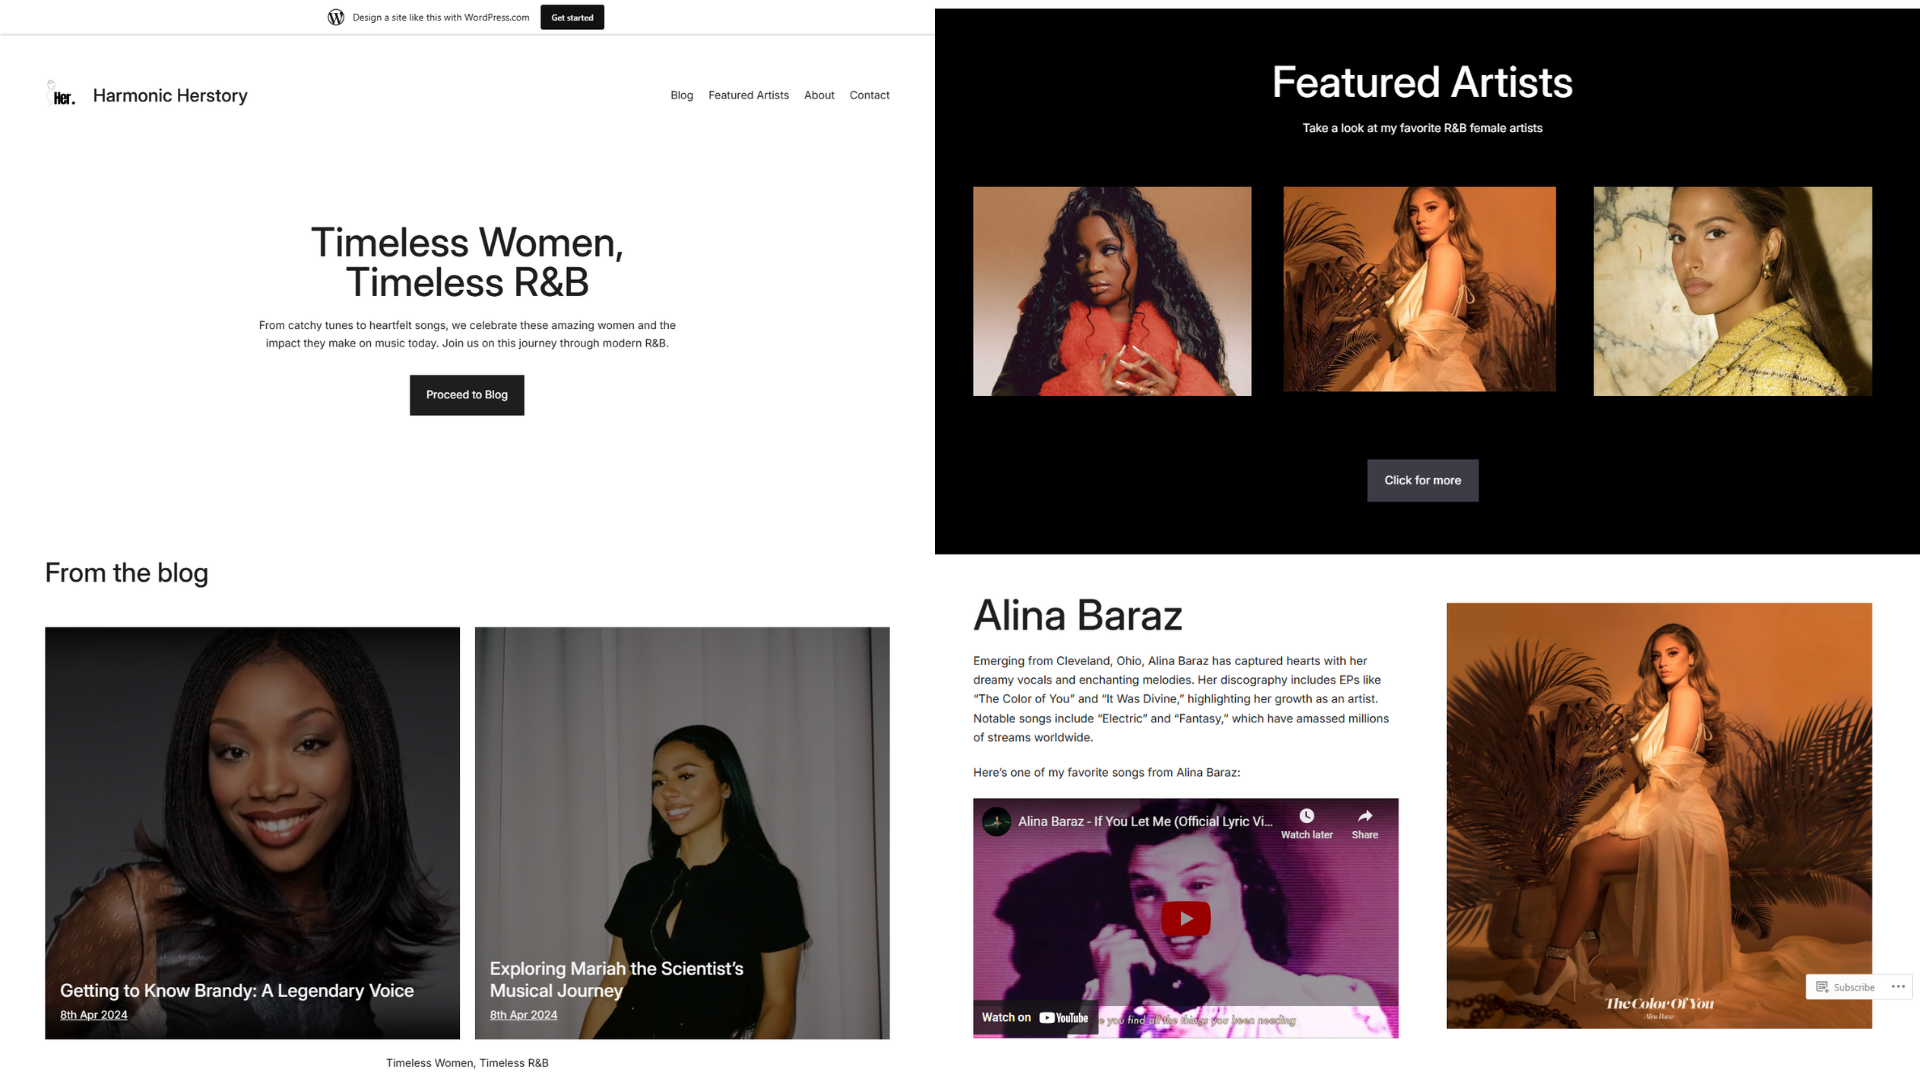 Design a site like this with WordPress.com
Get started
Her.
Harmonic Herstory
Blog
Featured Artists
About
Contact
Timeless Women,
Timeless R&B
From catchy tunes to heartfelt songs, we celebrate these amazing women and the
impact they make on music today. Join us on this journey through modern R&B.
Proceed to Blog
From the blog
Getting to Know Brandy: A Legendary Voice
8th Apr 2024
Exploring Mariah the Scientist’s
Musical Journey
8th Apr 2024
Timeless Women, Timeless R&B
Featured Artists
Take a look at my favorite R&B female artists
Click for more
Alina Baraz
Emerging from Cleveland, Ohio, Alina Baraz has captured hearts with her
dreamy vocals and enchanting melodies. Her discography includes EPs like
“The Color of You” and “It Was Divine,” highlighting her growth as an artist.
Notable songs include “Electric” and “Fantasy,” which have amassed millions
of streams worldwide.
Here’s one of my favorite songs from Alina Baraz:
Alina Baraz - If You Let Me (Official Lyric Vi...
Watch later
Share
Watch on YouTube
e you find all the things you been needing
The Color Of You
Alina Baraz
Subscribe